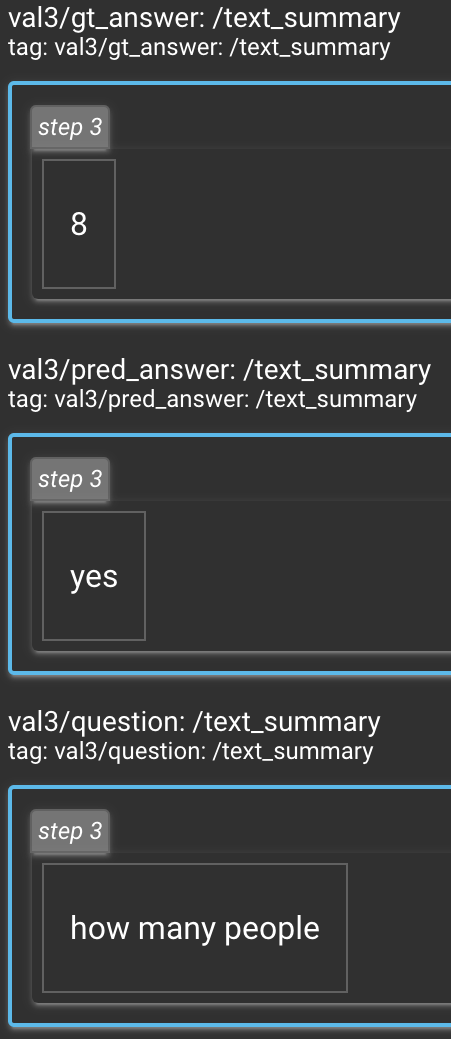 val3/gt_answer: /text_summary
tag: val3/gt_answer: /text_summary
step 3
8
val3/pred_answer: /text_summary
tag: val3/pred_answer: /text_summary
step 3
yes
val3/question: /text_summary
tag: val3/question: /text_summary
step 3
how many people